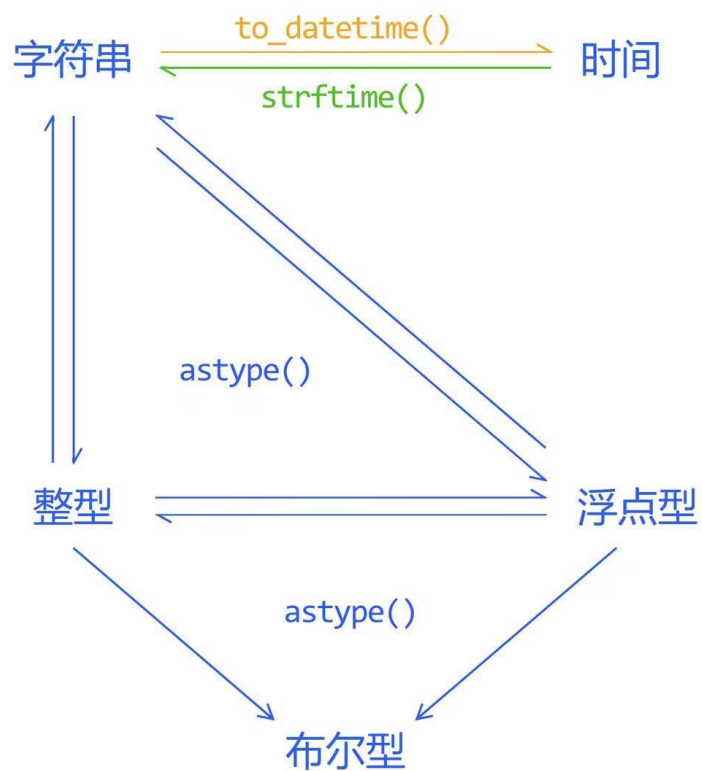 to_datetime()
字符串
时间
strftime()
astype()
整型
浮点型
astype()
布尔型